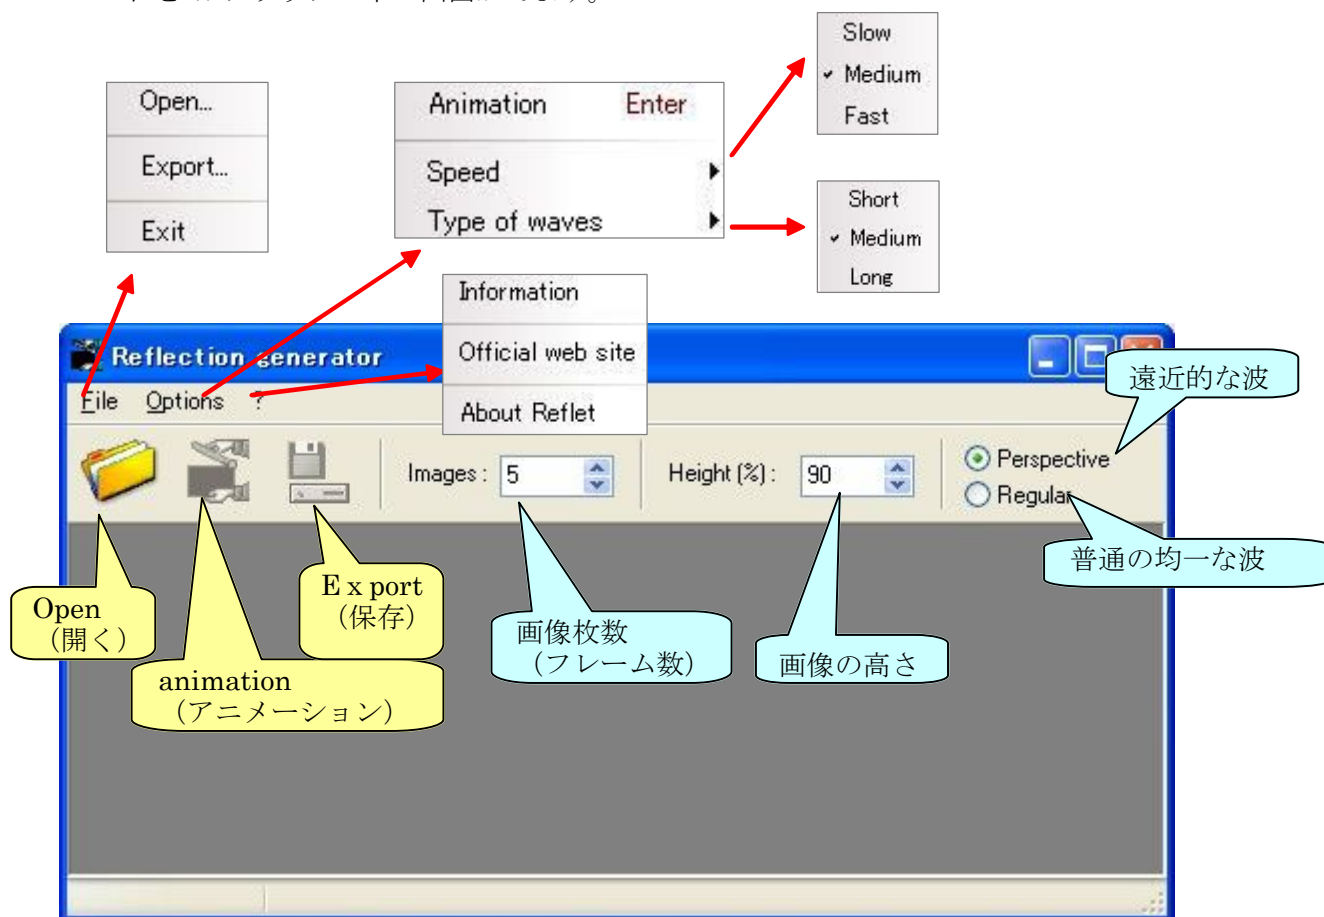 Slow
Medium
Fast
Open...
Export...
Exit
Animation Enter
Speed
Type of waves
Short
Medium
Long
Information
Official web site
About Reflet
Reflection generator
File Options ?
遠近的な波
Images : 5
Height (%) : 90
Perspective
Regular
普通の均一な波
Open
（開く）
E x port
（保存）
animation
（アニメーション）
画像枚数
（フレーム数）
画像の高さ